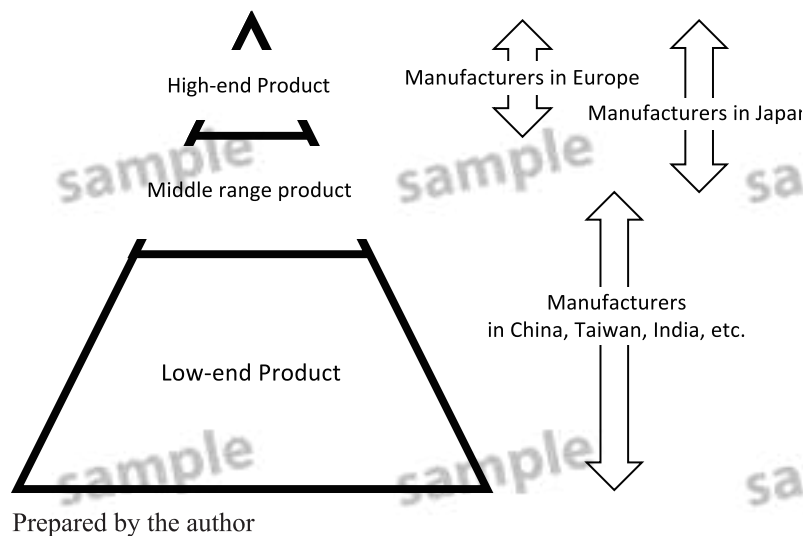 High-end Product
Manufacturers in Europe
Manufacturers in Japan
sample
sample
Middle range product
Manufacturers
in China, Taiwan, India, etc.
Low-end Product
sample
sample
Prepared by the author